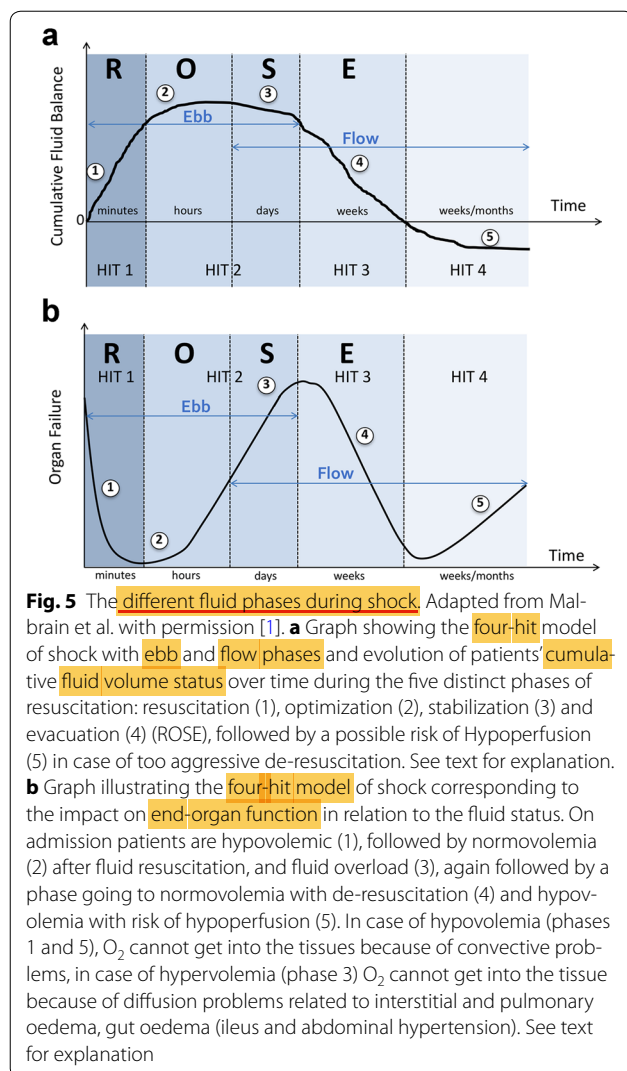 a
R O S E
Cumulative Fluid Balance
2
3
Ebb
Flow
1
4
minutes hours days weeks weeks/months Time
0
5
HIT 1 HIT 2 HIT 3 HIT 4
b
R O S E
HIT 1 HIT 2 HIT 3 HIT 4
3
Organ Failure
Ebb
4
Flow
1
5
2
Time
minutes hours days weeks weeks/months
Fig. 5 The different fluid phases during shock. Adapted from Mal-
brain et al. with permission [1]. a Graph showing the four-hit model
of shock with ebb and flow phases and evolution of patients' cumula-
tive fluid volume status over time during the five distinct phases of
resuscitation: resuscitation (1), optimization (2), stabilization (3) and
evacuation (4) (ROSE), followed by a possible risk of Hypoperfusion
(5) in case of too aggressive de-resuscitation. See text for explanation.
b Graph illustrating the four-hit model of shock corresponding to
the impact on end-organ function in relation to the fluid status. On
admission patients are hypovolemic (1), followed by normovolemia
(2) after fluid resuscitation, and fluid overload (3), again followed by a
phase going to normovolemia with de-resuscitation (4) and hypov-
olemia with risk of hypoperfusion (5). In case of hypovolemia (phases
1 and 5), O2 cannot get into the tissues because of convective prob-
lems, in case of hypervolemia (phase 3) O2 cannot get into the tissue
because of diffusion problems related to interstitial and pulmonary
oedema, gut oedema (ileus and abdominal hypertension). See text
for explanation